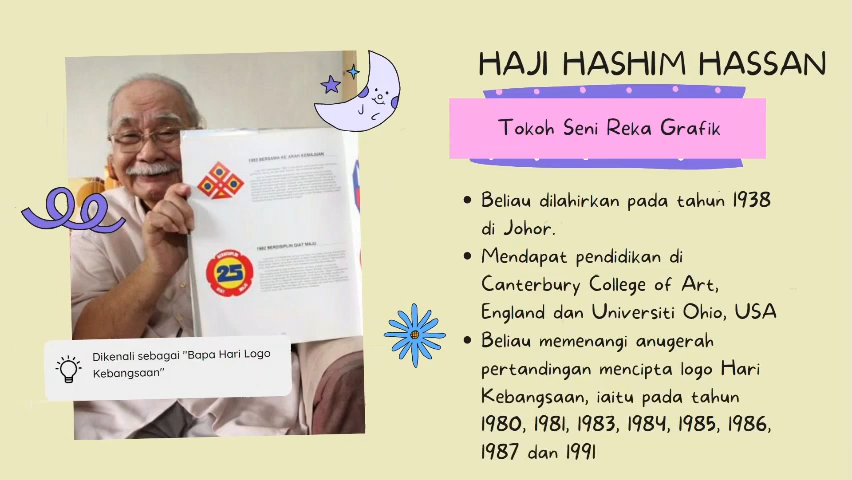 HAJI HASHIM HASSAN
Tokoh Seni Reka Grafik
Beliau dilahirkan pada tahun 1938
di Johor.
Mendapat pendidikan di
Canterbury College of Art,
England dan Universiti Ohio, USA
Beliau memenangi anugerah
pertandingan mencipta logo Hari
Kebangsaan, iaitu pada tahun
1980, 1981, 1983, 1984, 1985, 1986,
1987 dan 1991
1983 BERSAMA KE ARAH KEMAJUAN
1982 BERDISPLIN GIAT MAJU
25
Dikenali sebagai "Bapa Hari Logo
Kebangsaan"